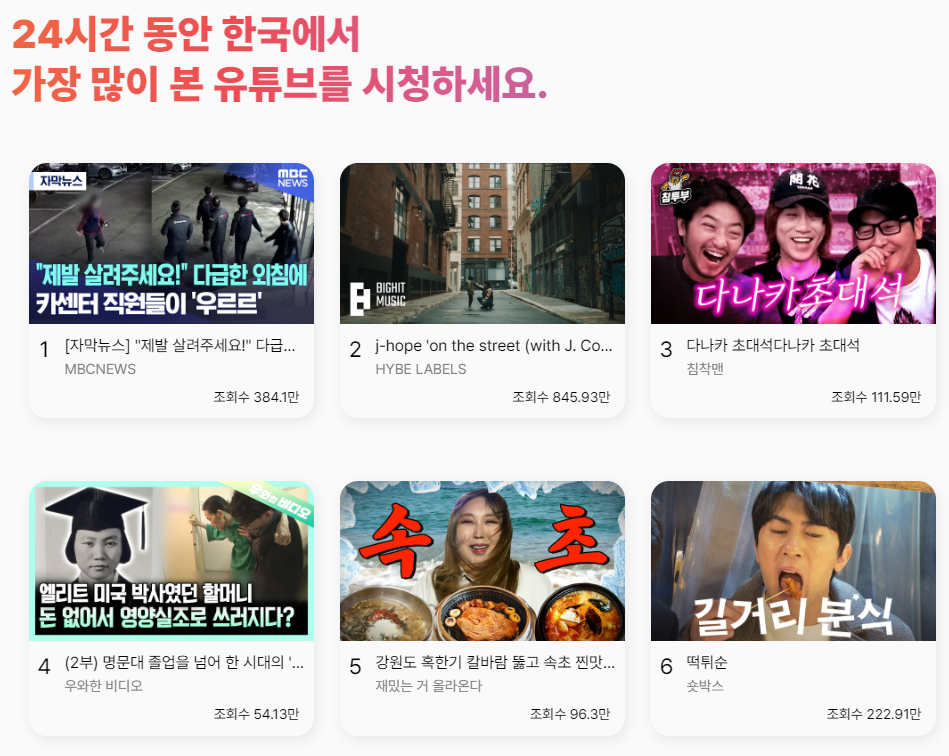 24시간 동안 한국에서
가장 많이 본 유튜브를 시청하세요.
자막뉴스
MBC
NEWS
"제발 살려주세요!" 다급한 외침에
카센터 직원들이 '우르르'
1 [자막뉴스] "제발 살려주세요!" 다급...
MBCNEWS
조회수 384.1만
BIGHIT
MUSIC
2 j-hope 'on the street (with J. Co...
HYBE LABELS
조회수 845.93만
침투부
開花
다나카초대석
3 다나카 초대석다나카 초대석
침착맨
조회수 111.59만
우와한 비디오
엘리트 미국 박사였던 할머니
돈 없어서 영양실조로 쓰러지다?
4 (2부) 명문대 졸업을 넘어 한 시대의 '...
우와한 비디오
조회수 54.13만
속초
5 강원도 혹한기 칼바람 뚫고 속초 찐맛...
재밌는 거 올라온다
조회수 96.3만
길거리 분식
6 떡튀순
숏박스
조회수 222.91만